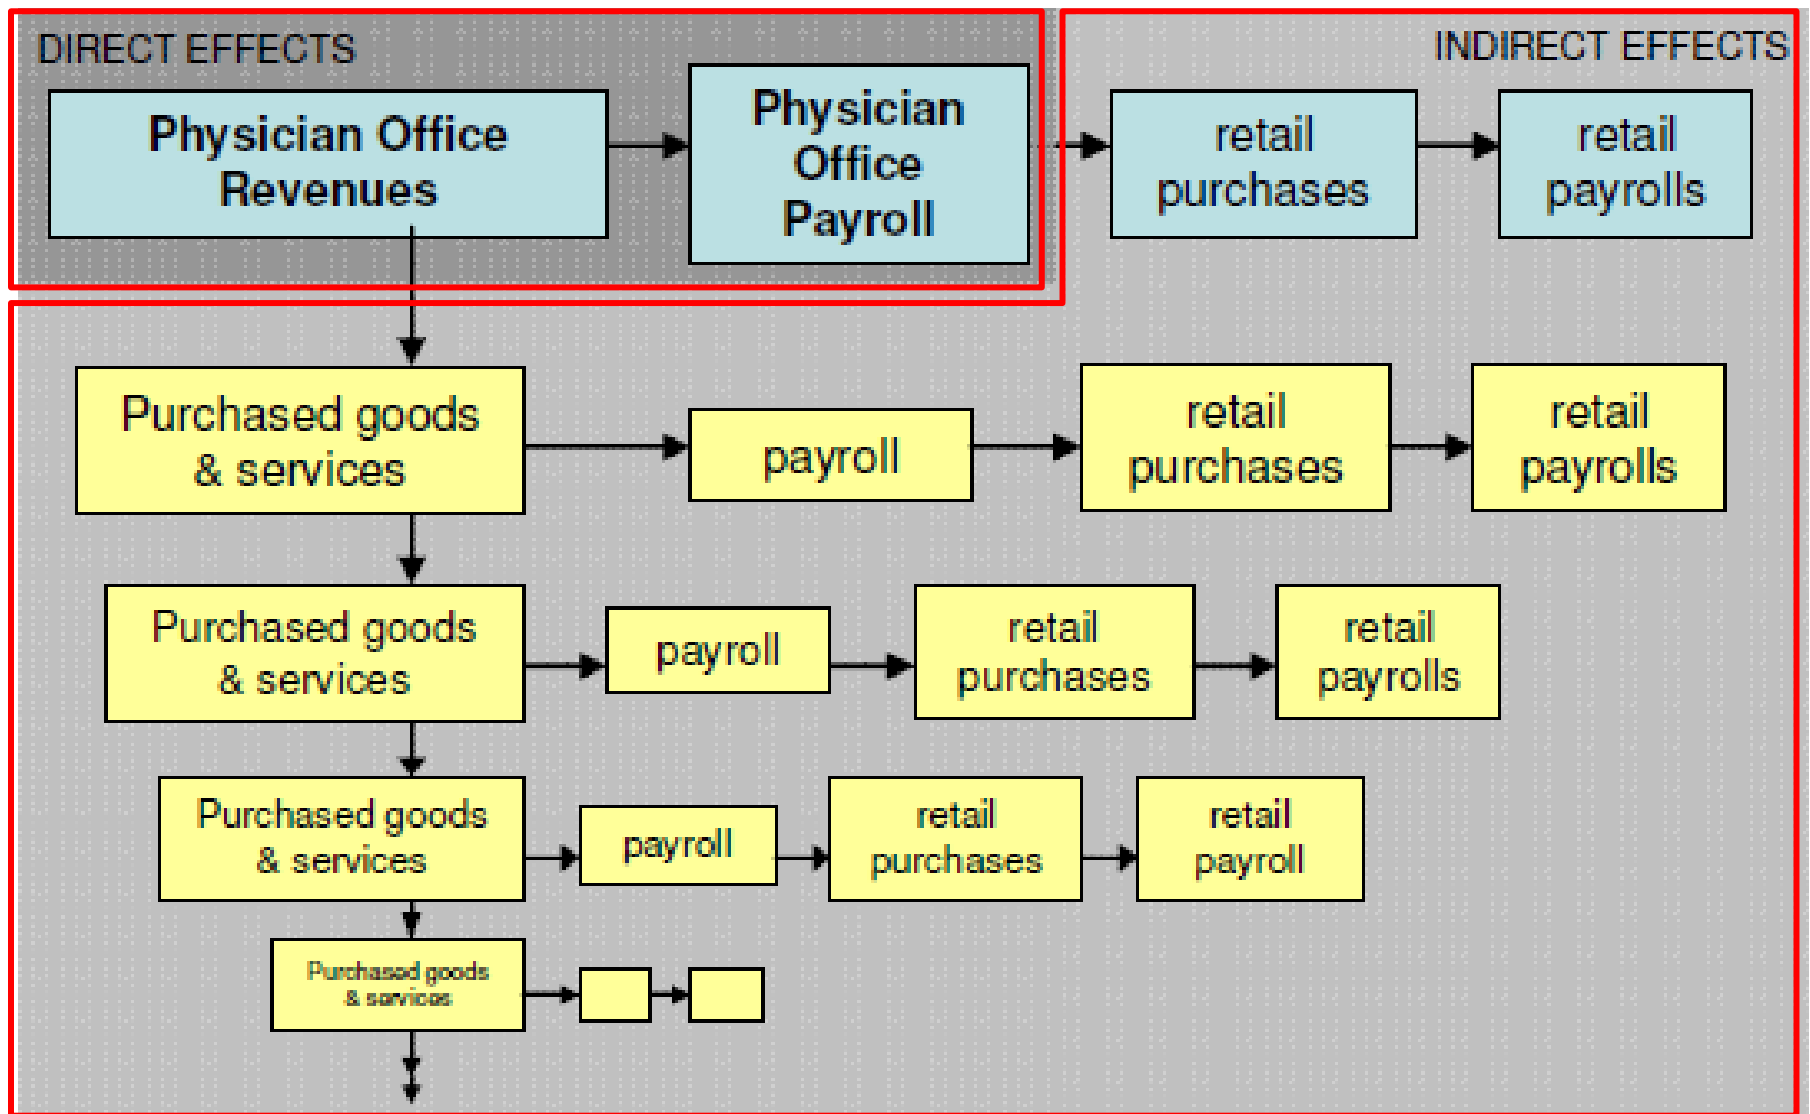 DIRECT EFFECTS
INDIRECT EFFECTS
Physician Office
Revenues
Physician
Office
Payroll
retail
purchases
retail
payrolls
Purchased goods
& services
payroll
retail
purchases
retail
payrolls
Purchased goods
& services
payroll
retail
purchases
retail
payrolls
Purchased goods
& services
payroll
retail
purchases
retail
payroll
Purchased goods
& services